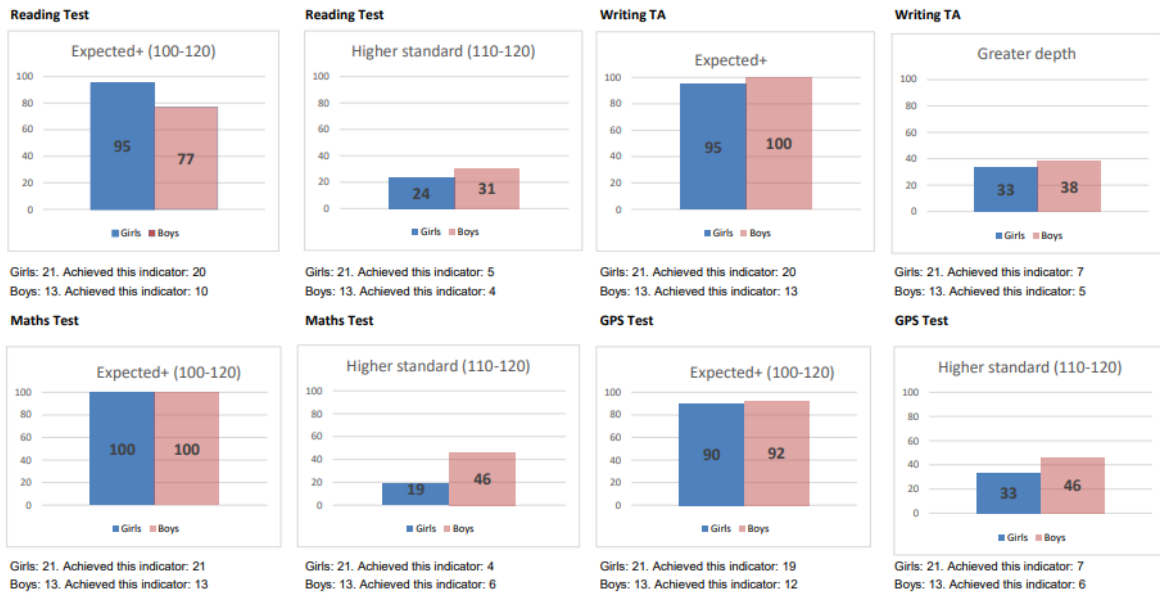 Reading Test
Expected+ (100-120)
100
80
60
40
20
0
95
77
Girls Boys
Girls: 21. Achieved this indicator: 20
Boys: 13. Achieved this indicator: 10
Reading Test
Higher standard (110-120)
100
80
60
40
20
0
24
31
Girls Boys
Girls: 21. Achieved this indicator: 5
Boys: 13. Achieved this indicator: 4
Writing TA
Expected+
100
80
60
40
20
0
95
100
Girls Boys
Girls: 21. Achieved this indicator: 20
Boys: 13. Achieved this indicator: 13
Writing TA
Greater depth
100
80
60
40
20
0
33
38
Girls Boys
Girls: 21. Achieved this indicator: 7
Boys: 13. Achieved this indicator: 5
Maths Test
Expected+ (100-120)
100
80
60
40
20
0
100
100
Girls Boys
Girls: 21. Achieved this indicator: 21
Boys: 13. Achieved this indicator: 13
Maths Test
Higher standard (110-120)
100
80
60
40
20
0
19
46
Girls Boys
Girls: 21. Achieved this indicator: 4
Boys: 13. Achieved this indicator: 6
GPS Test
Expected+ (100-120)
100
80
60
40
20
0
90
92
Girls Boys
Girls: 21. Achieved this indicator: 19
Boys: 13. Achieved this indicator: 12
GPS Test
Higher standard (110-120)
100
80
60
40
20
0
33
46
Girls Boys
Girls: 21. Achieved this indicator: 7
Boys: 13. Achieved this indicator: 6